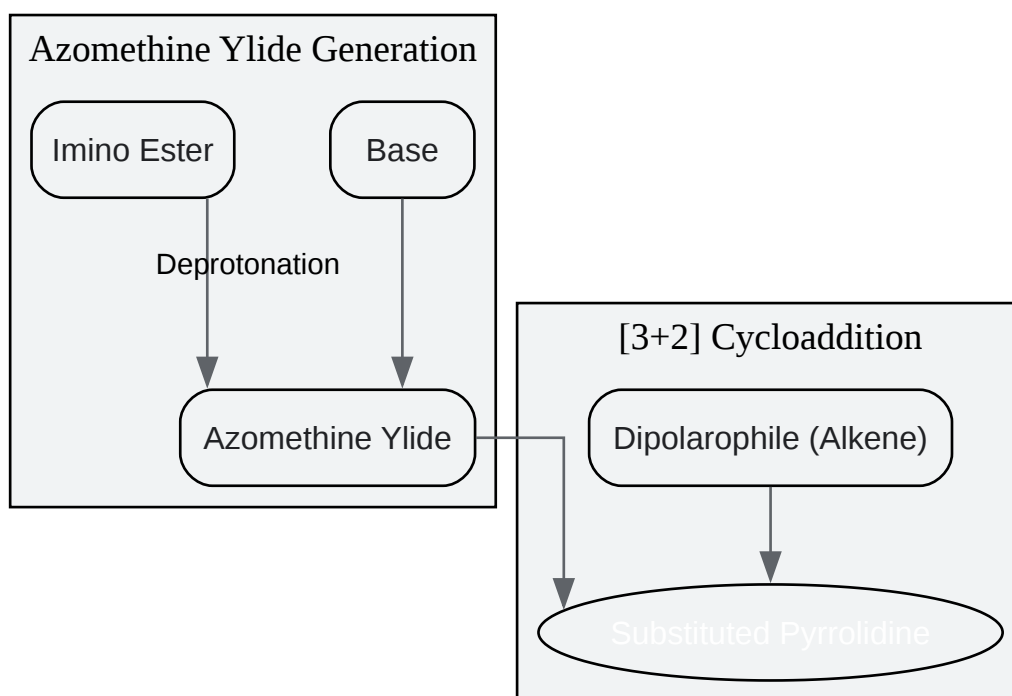 Azomethine Ylide Generation
Imino Ester
Base
Deprotonation
Azomethine Ylide
[3+2] Cycloaddition
Dipolarophile (Alkene)
Substituted Pyrrolidine